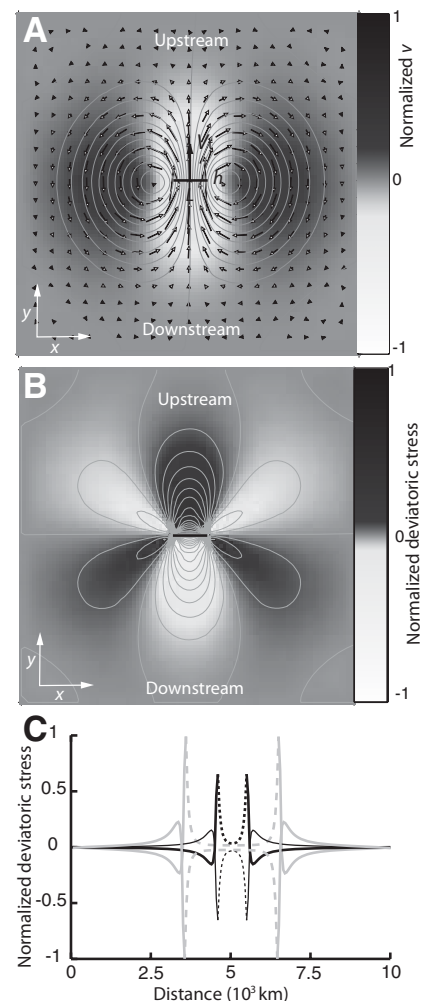 A
Upstream
V
h
L
Downstream
y
x
1
0
-1
Normalized v
B
Upstream
Downstream
y
x
1
0
-1
Normalized deviatoric stress
C
1
0.5
0
-0.5
-1
Normalized deviatoric stress
0
2.5
5
7.5
10
Distance (10³ km)